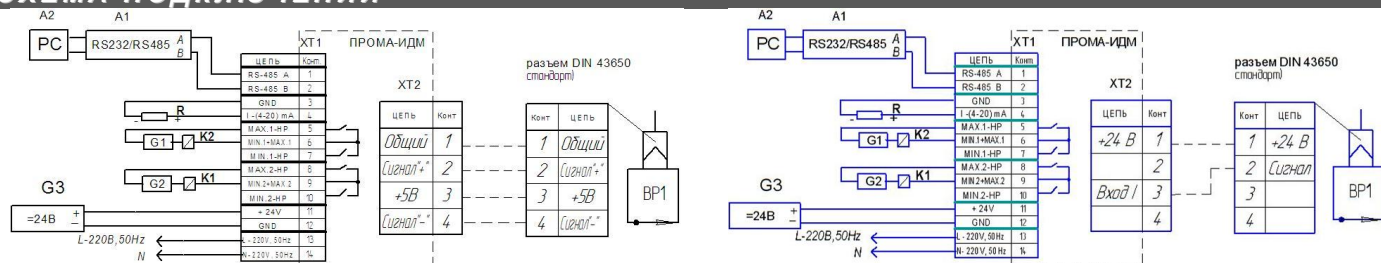 СХЕМА ПОДКЛЮЧЕНИЙ
A2 A1
PC RS232/RS485 A B
XT1 ПРОМА-ИДМ
ЦЕПЬ Конт.
RS-485 A 1
RS-485 B 2
GND 3
I-(4-20) mA 4
MAX.1-HP 5
MIN.1+MAX.1 6
MIN.1-HP 7
MAX.2-HP 8
MIN.2+MAX.2 9
MIN.2-HP 10
+ 24V 11
GND 12
L - 220V, 50Hz 13
N- 220V, 50Hz 14
- R +
G1 K2
G2 K1
G3
=24В + −
L-220В,50Hz
N
XT2
ЦЕПЬ Конт
Общий 1
Сигнал"+ 2
+5В 3
Сигнал"-" 4
разъем DIN 43650
стандарт)
Конт ЦЕПЬ
1 Общий
2 Сигнал"+
3 +5В
4 Сигнал"-"
BP1
A2 A1
PC RS232/RS485 A B
XT1 ПРОМА-ИДМ
ЦЕПЬ Конт
RS-485 A 1
RS-485 B 2
GND 3
I -(4-20) mA 4
MAX.1-HP 5
MIN.1+MAX.1 6
MIN.1-HP 7
MAX.2-HP 8
MIN2+MAX.2 9
MIN 2-HP 10
+ 24V 11
GND 12
L - 220V, 50Hz 13
N- 220V, 50Hz 14
- R +
G1 K2
G2 K1
G3
=24В + −
L-220В,50Hz
N
XT2
ЦЕПЬ Конт
+24 В 1
2
Вход I 3
4
разъем DIN 43650
стандарт)
Конт ЦЕПЬ
1 +24 В
2 Сигнал
3
4
BP1